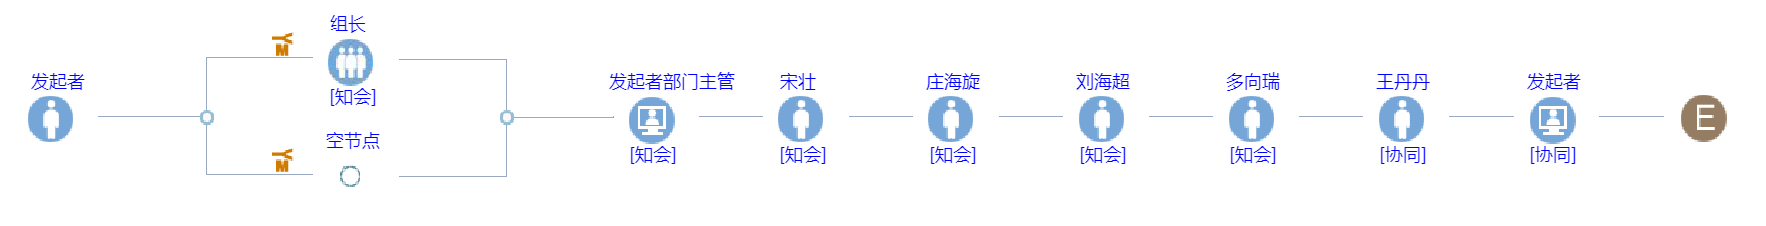 发起者
组长
[知会]
空节点
发起者部门主管
[知会]
宋壮
[知会]
庄海旋
[知会]
刘海超
[知会]
多向瑞
[知会]
王丹丹
[协同]
发起者
[协同]
E